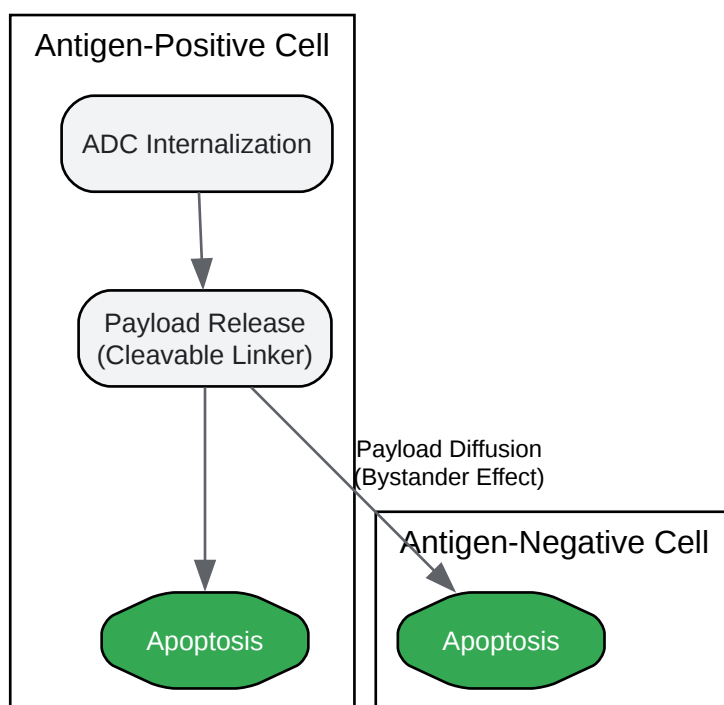 Antigen-Positive Cell
ADC Internalization
Payload Release
(Cleavable Linker)
Payload Diffusion
(Bystander Effect)
Antigen-Negative Cell
Apoptosis
Apoptosis